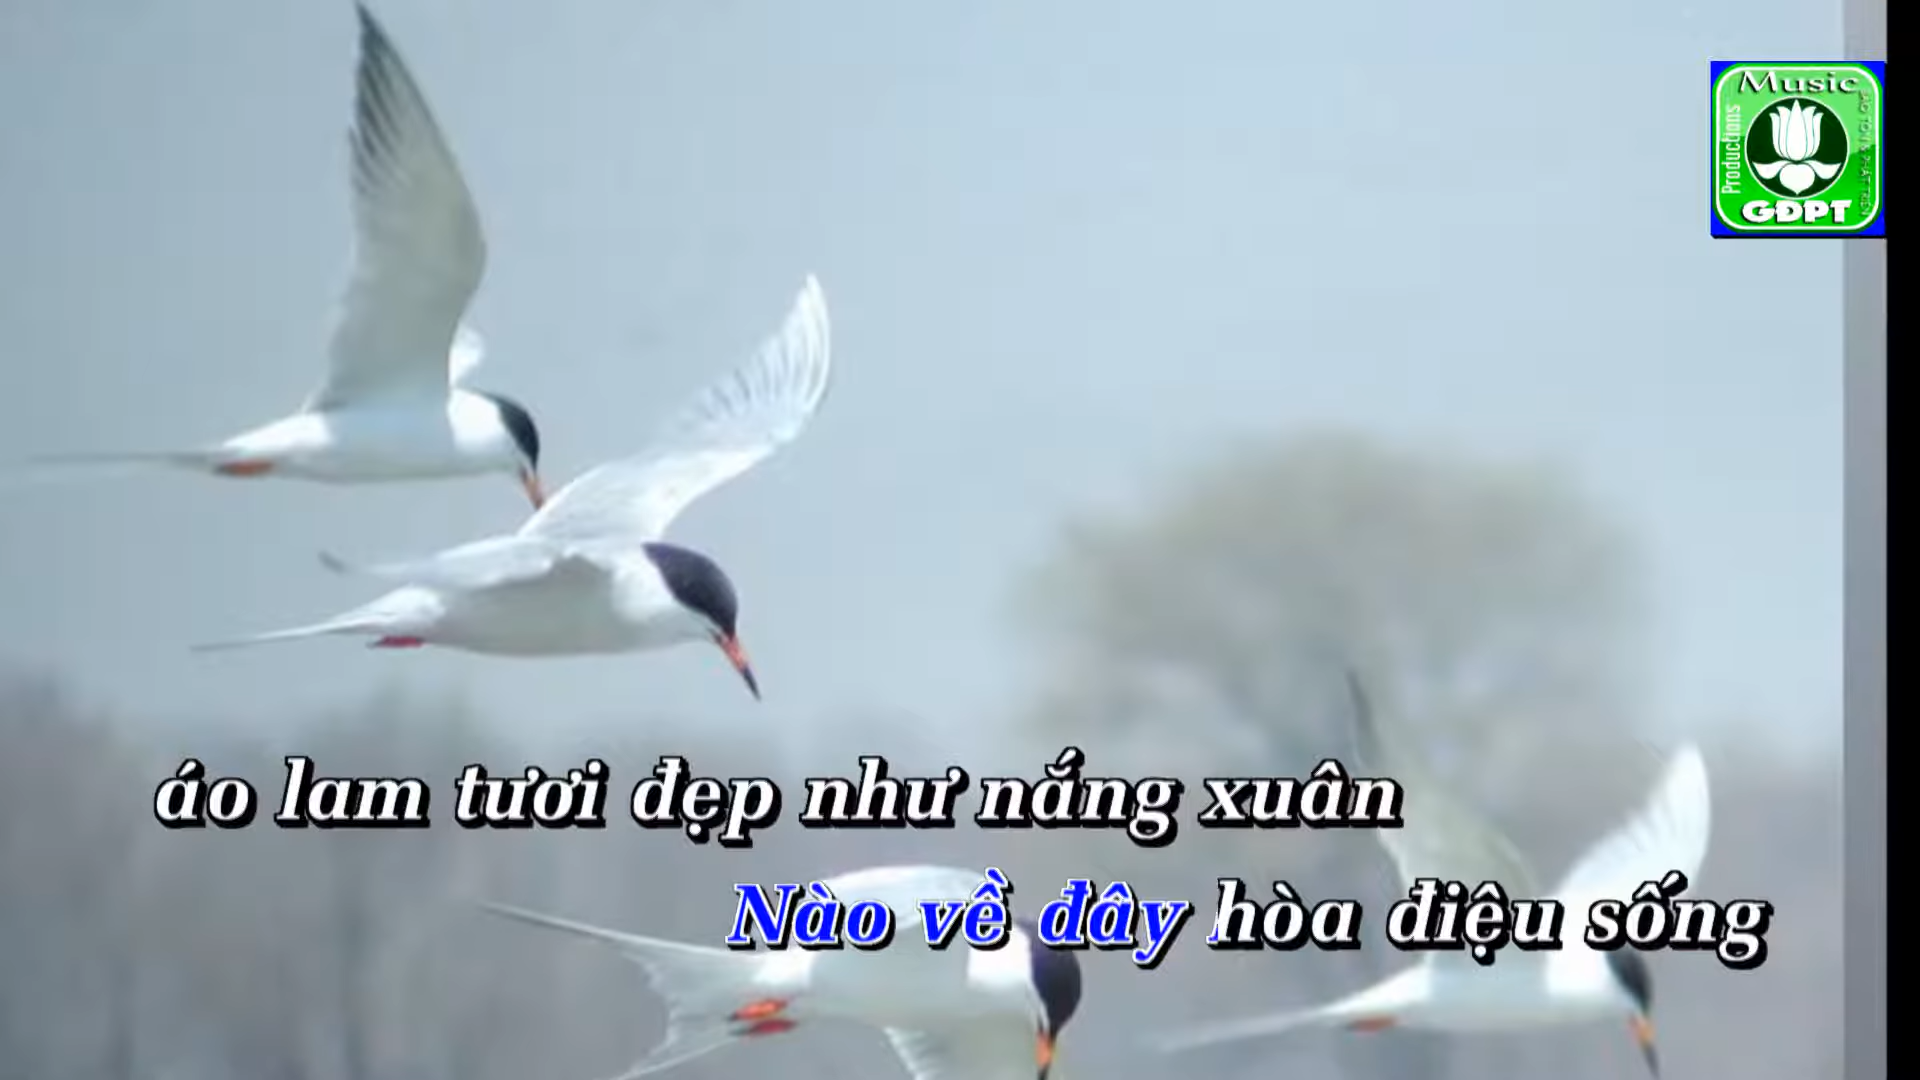 Music
Productions
GĐPT
áo lam tươi đẹp như nắng xuân
Nào về đây hòa điệu sống